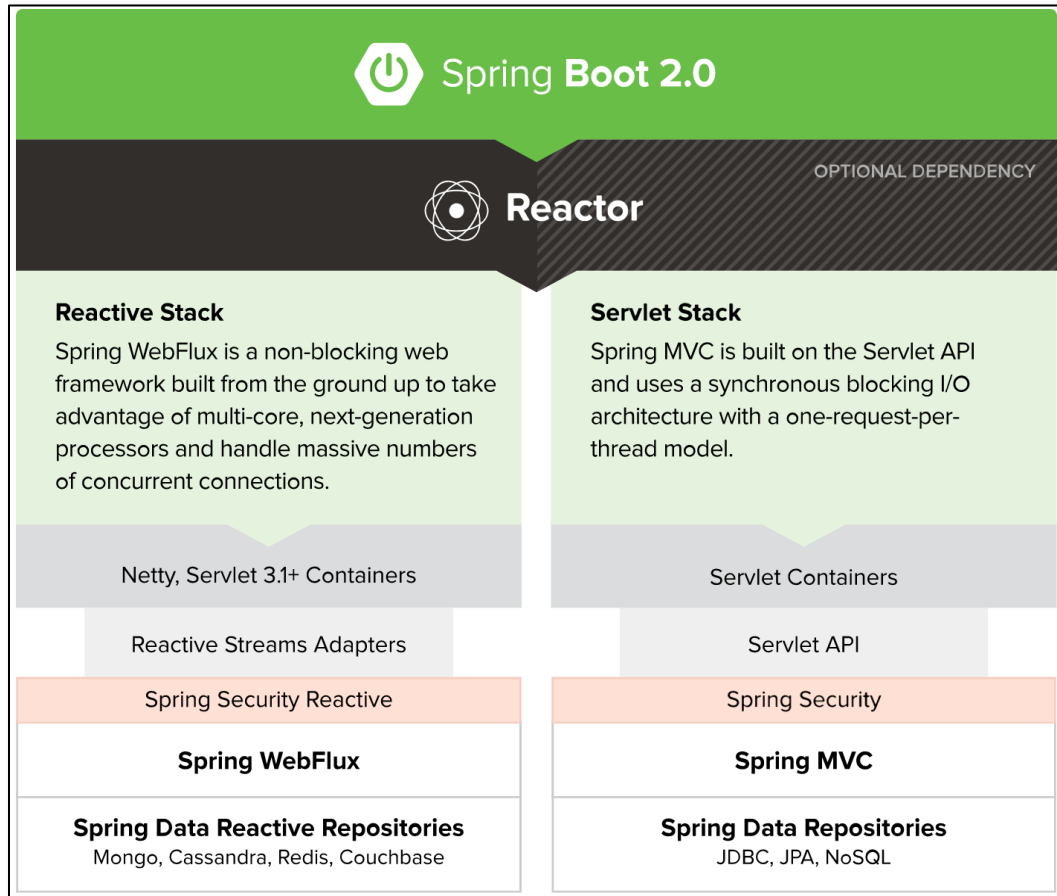 Spring Boot 2.0
OPTIONAL DEPENDENCY
Reactor
Reactive Stack
Spring WebFlux is a non-blocking web
framework built from the ground up to take
advantage of multi-core, next-generation
processors and handle massive numbers
of concurrent connections.
Netty, Servlet 3.1+ Containers
Reactive Streams Adapters
Spring Security Reactive
Spring WebFlux
Spring Data Reactive Repositories
Mongo, Cassandra, Redis, Couchbase
Servlet Stack
Spring MVC is built on the Servlet API
and uses a synchronous blocking I/O
architecture with a one-request-per-
thread model.
Servlet Containers
Servlet API
Spring Security
Spring MVC
Spring Data Repositories
JDBC, JPA, NoSQL